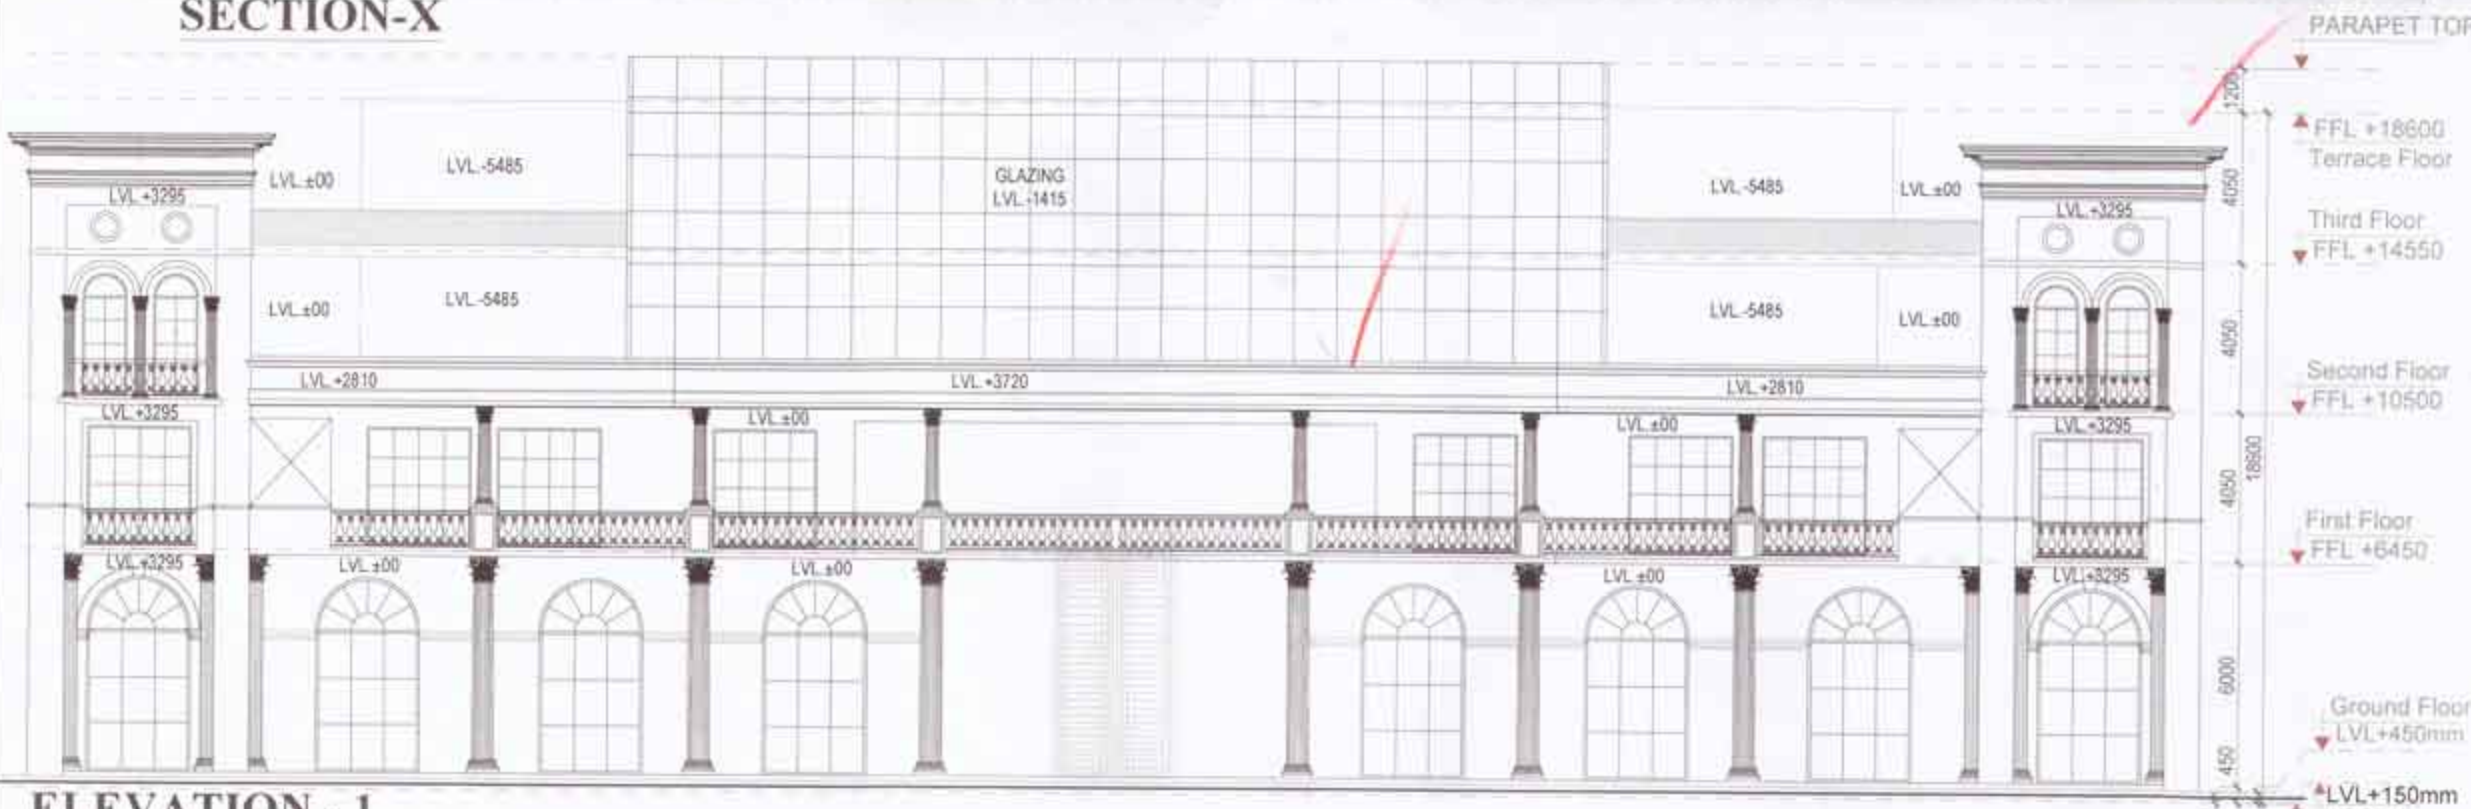 SECTION-X
PARAPET TOP
1200
FFL +18600
Terrace Floor
LVL.±00
LVL.-5485
GLAZING
LVL.-1415
LVL.-5485
LVL.±00
LVL.+3295
LVL.+3295
4050
Third Floor
FFL +14550
LVL.±00
LVL.-5485
LVL.-5485
LVL.±00
4050
Second Floor
FFL +10500
LVL.+2810
LVL.+3720
LVL.+2810
LVL.+3295
LVL.±00
LVL.±00
LVL.+3295
4050
18600
First Floor
FFL +6450
LVL.+3295
LVL.±00
LVL.±00
LVL.±00
LVL.+3295
6000
Ground Floor
LVL+450mm
450
LVL+150mm
ELEVATION - 1